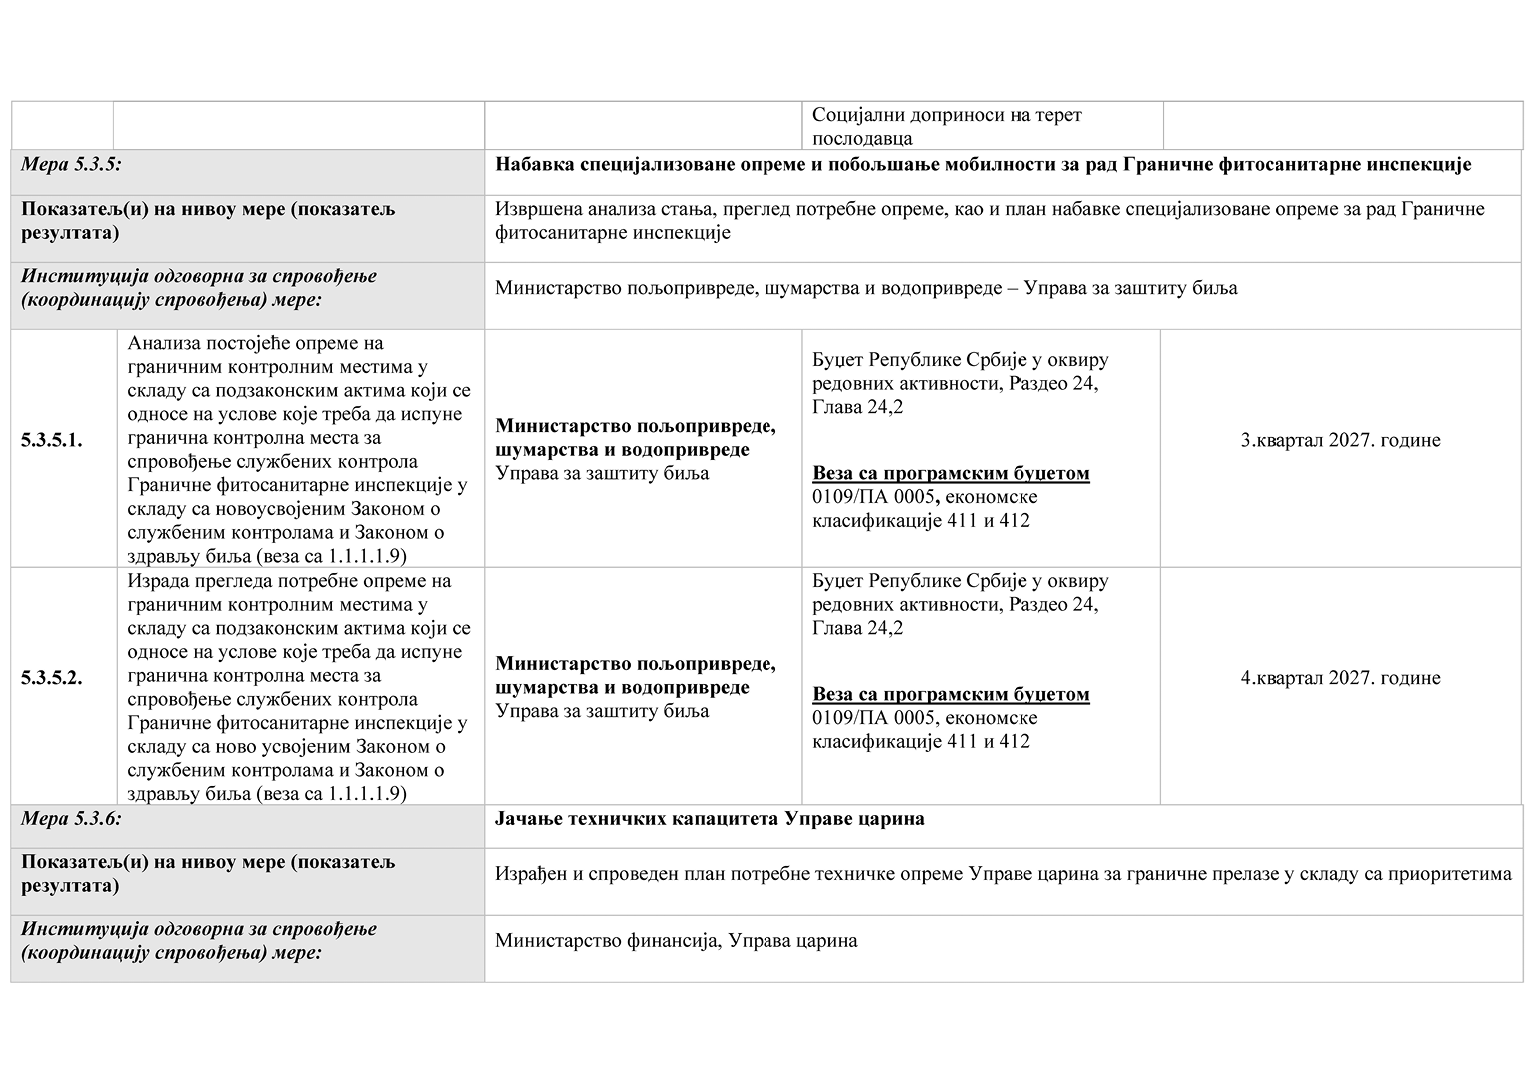 Социјални доприноси на терет
послодавца
Мера 5.3.5:
Набавка специјализоване опреме и побољшање мобилности за рад Граничне фитосанитарне инспекције
Показатељ(и) на нивоу мере (показатељ
резултата)
Извршена анализа стања, преглед потребне опреме, као и план набавке специјализоване опреме за рад Граничне
фитосанитарне инспекције
Институција одговорна за спровођење
(координацију спровођења) мере:
Министарство пољопривреде, шумарства и водопривреде – Управа за заштиту биља
5.3.5.1.
Анализа постојеће опреме на
граничним контролним местима у
складу са подзаконским актима који се
односе на услове које треба да испуне
гранична контролна места за
спровођење службених контрола
Граничне фитосанитарне инспекције у
складу са новоусвојеним Законом о
службеним контролама и Законом о
здрављу биља (веза са 1.1.1.1.9)
Министарство пољопривреде,
шумарства и водопривреде
Управа за заштиту биља
Буџет Републике Србије у оквиру
редовних активности, Раздео 24,
Глава 24,2
Веза са програмским буџетом
0109/ПА 0005, економске
класификације 411 и 412
3.квартал 2027. године
5.3.5.2.
Израда прегледа потребне опреме на
граничним контролним местима у
складу са подзаконским актима који се
односе на услове које треба да испуне
гранична контролна места за
спровођење службених контрола
Граничне фитосанитарне инспекције у
складу са ново усвојеним Законом о
службеним контролама и Законом о
здрављу биља (веза са 1.1.1.1.9)
Министарство пољопривреде,
шумарства и водопривреде
Управа за заштиту биља
Буџет Републике Србије у оквиру
редовних активности, Раздео 24,
Глава 24,2
Веза са програмским буџетом
0109/ПА 0005, економске
класификације 411 и 412
4.квартал 2027. године
Мера 5.3.6:
Јачање техничких капацитета Управе царина
Показатељ(и) на нивоу мере (показатељ
резултата)
Израђен и спроведен план потребне техничке опреме Управе царина за граничне прелазе у складу са приоритетима
Институција одговорна за спровођење
(координацију спровођења) мере:
Министарство финансија, Управа царина